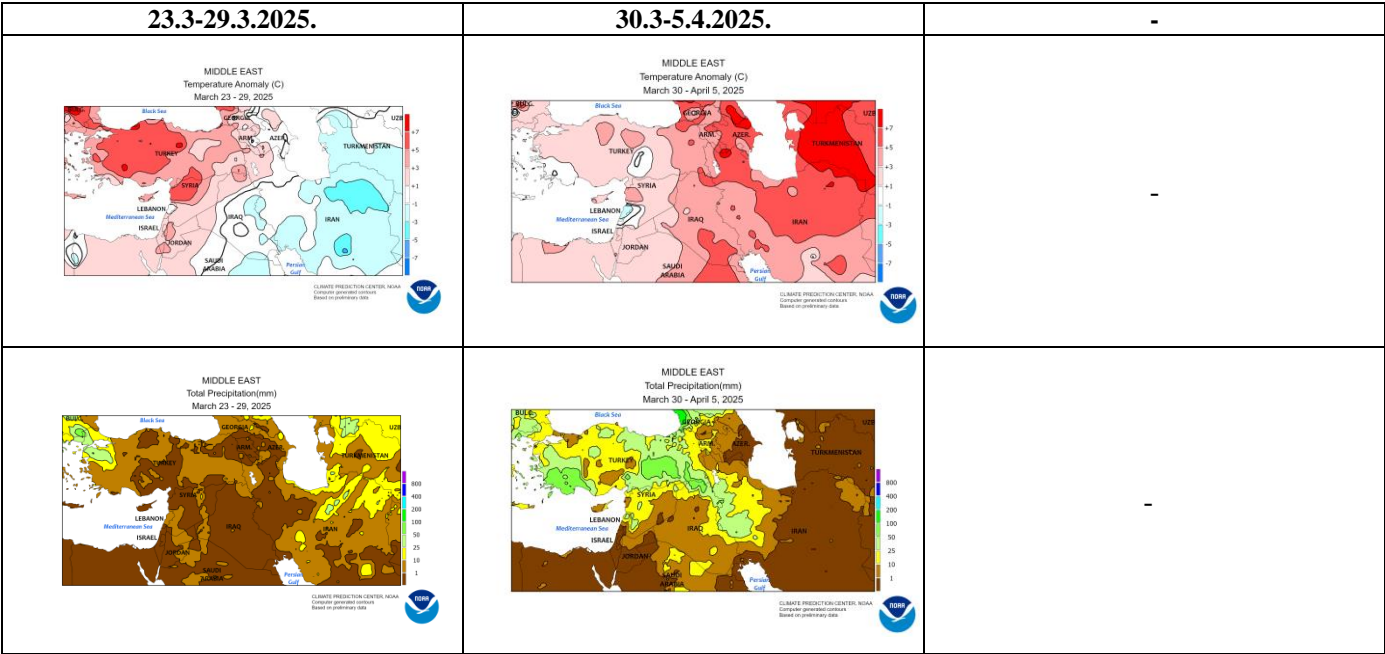 23.3-29.3.2025.
30.3-5.4.2025.
-
MIDDLE EAST
Temperature Anomaly (C)
March 23 - 29, 2025
BULG.
Black Sea
GEORGIA
UZB
ARM.
AZER.
TURKMENISTAN
TURKEY
SYRIA
LEBANON
Mediterranean Sea
IRAQ
IRAN
ISRAEL
JORDAN
SAUDI
ARABIA
Persian
Gulf
+7
+5
+3
+1
-1
-3
-5
-7
CLIMATE PREDICTION CENTER, NOAA
Computer generated contours
Based on preliminary data
NOAA
MIDDLE EAST
Temperature Anomaly (C)
March 30 - April 5, 2025
BULG.
Black Sea
GEORGIA
UZB
ARM.
AZER.
TURKMENISTAN
TURKEY
SYRIA
LEBANON
Mediterranean Sea
IRAQ
IRAN
ISRAEL
JORDAN
SAUDI
ARABIA
Persian
Gulf
+7
+5
+3
+1
-1
-3
-5
-7
CLIMATE PREDICTION CENTER, NOAA
Computer generated contours
Based on preliminary data
NOAA
-
MIDDLE EAST
Total Precipitation(mm)
March 23 - 29, 2025
BULG.
Black Sea
GEORGIA
UZB
ARM.
AZER.
TURKMENISTAN
TURKEY
SYRIA
LEBANON
Mediterranean Sea
IRAQ
IRAN
ISRAEL
JORDAN
SAUDI
ARABIA
Persian
Gulf
800
400
200
100
50
25
10
1
CLIMATE PREDICTION CENTER, NOAA
Computer generated contours
Based on preliminary data
NOAA
MIDDLE EAST
Total Precipitation(mm)
March 30 - April 5, 2025
BULG.
Black Sea
GEORGIA
UZB
ARM.
AZER.
TURKMENISTAN
TURKEY
SYRIA
LEBANON
Mediterranean Sea
IRAQ
IRAN
ISRAEL
JORDAN
SAUDI
ARABIA
Persian
Gulf
800
400
200
100
50
25
10
1
CLIMATE PREDICTION CENTER, NOAA
Computer generated contours
Based on preliminary data
NOAA
-